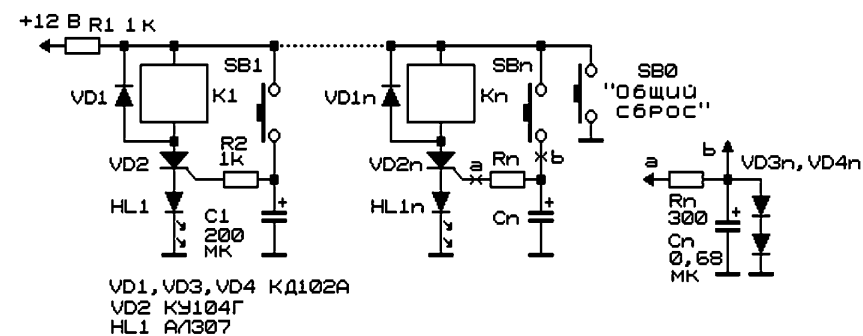 +12 В R1 1 К
SB1
SBn
SB0
"Общий
сброс"
VD1
K1
VD1n
Kn
R2
1k
VD2
VD2n
a
Rn
b
HL1
C1
200
МК
HL1n
Cn
a
b
VD3n, VD4n
Rn
300
Cn
0,68
МК
VD1, VD3, VD4 КД102А
VD2 КУ104Г
HL1 АЛ307